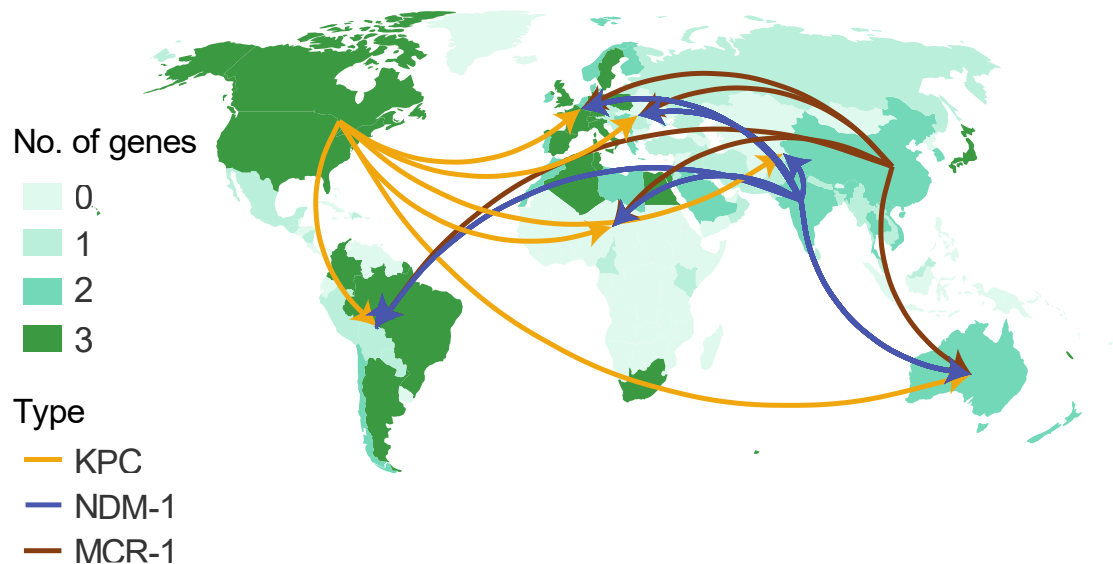 No. of genes
0
1
2
3
Type
KPC
NDM-1
MCR-1